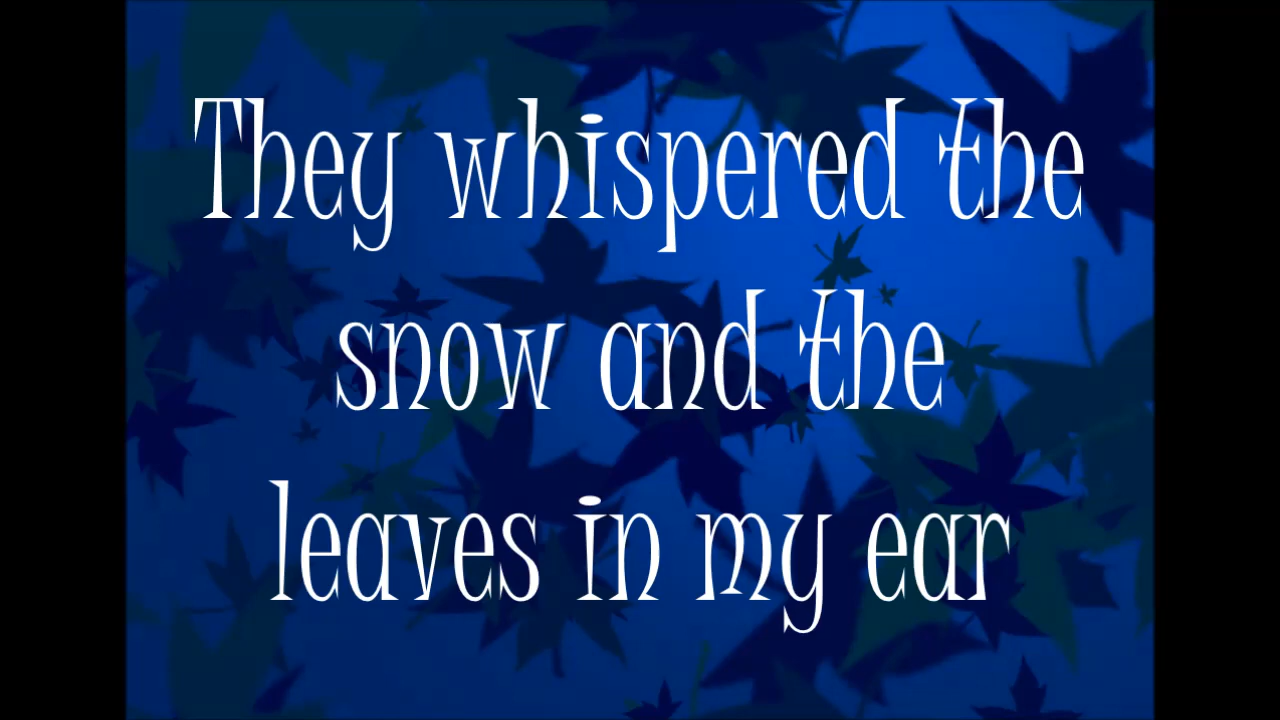 They whispered the
snow and the
leaves in my ear